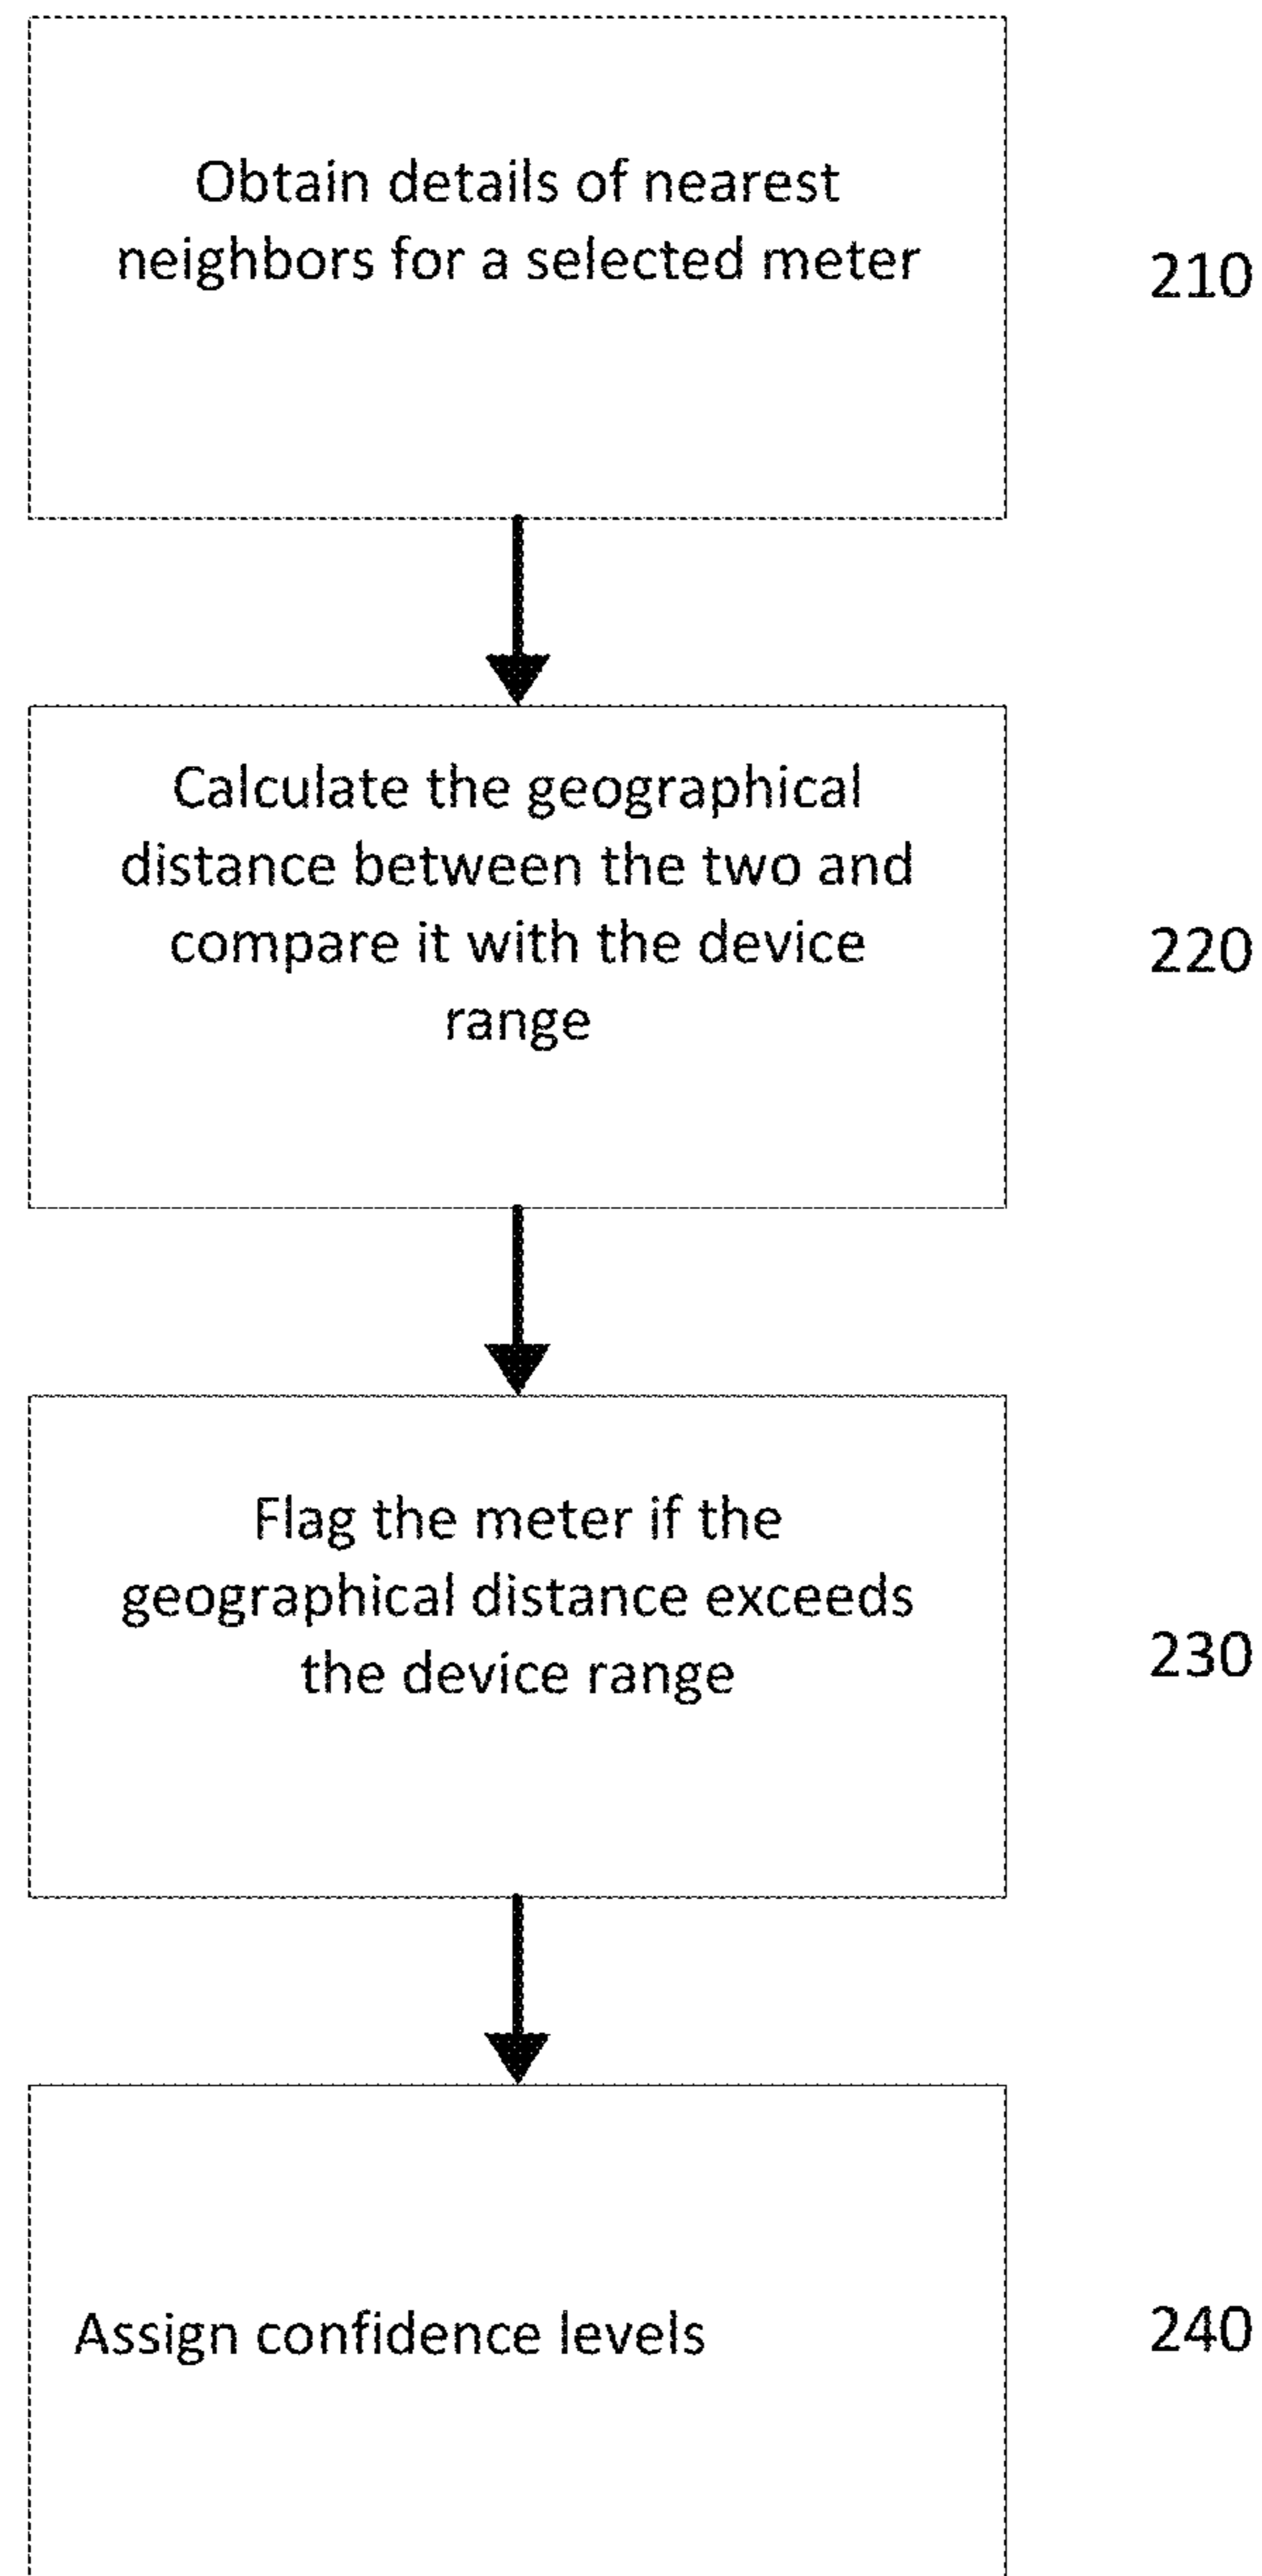 Obtain details of nearest
neighbors for a selected meter
210
Calculate the geographical
distance between the two and
compare it with the device
range
220
Flag the meter if the
geographical distance exceeds
the device range
230
Assign confidence levels
240